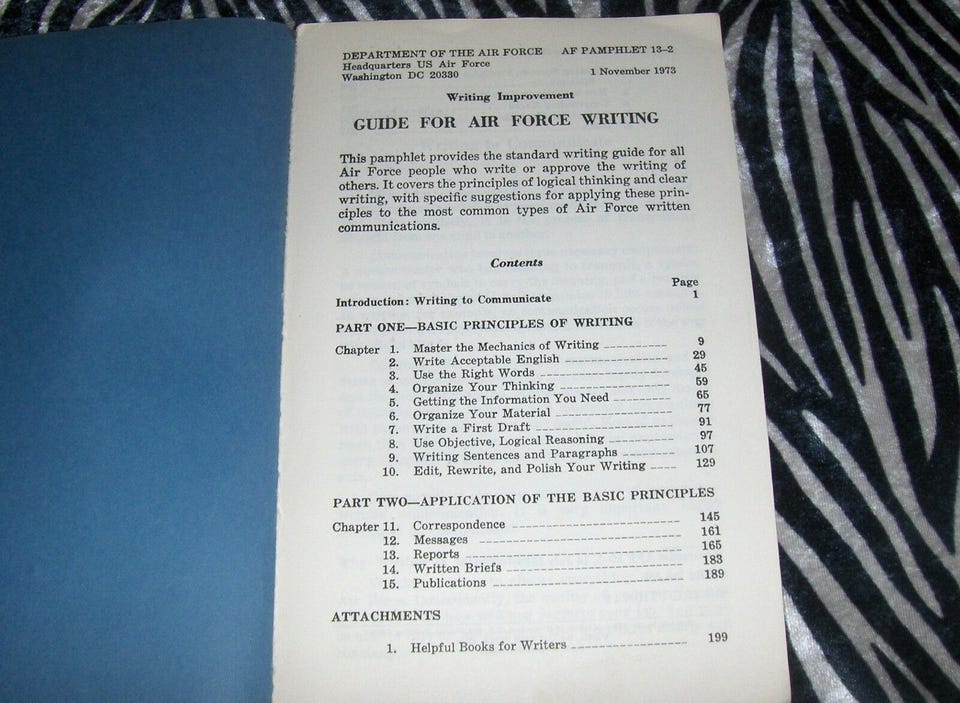 DEPARTMENT OF THE AIR FORCE AF PAMPHLET 13-2
Headquarters US Air Force
Washington DC 20330 1 November 1973
Writing Improvement
GUIDE FOR AIR FORCE WRITING
This pamphlet provides the standard writing guide for all
Air Force people who write or approve the writing of
others. It covers the principles of logical thinking and clear
writing, with specific suggestions for applying these prin-
ciples to the most common types of Air Force written
communications.
Contents
Page
Introduction: Writing to Communicate 1
PART ONE—BASIC PRINCIPLES OF WRITING
Chapter 1. Master the Mechanics of Writing 9
2. Write Acceptable English 29
3. Use the Right Words 45
4. Organize Your Thinking 59
5. Getting the Information You Need 65
6. Organize Your Material 77
7. Write a First Draft 91
8. Use Objective, Logical Reasoning 97
9. Writing Sentences and Paragraphs 107
10. Edit, Rewrite, and Polish Your Writing 129
PART TWO—APPLICATION OF THE BASIC PRINCIPLES
Chapter 11. Correspondence 145
12. Messages 161
13. Reports 165
14. Written Briefs 183
15. Publications 189
ATTACHMENTS
1. Helpful Books for Writers 199